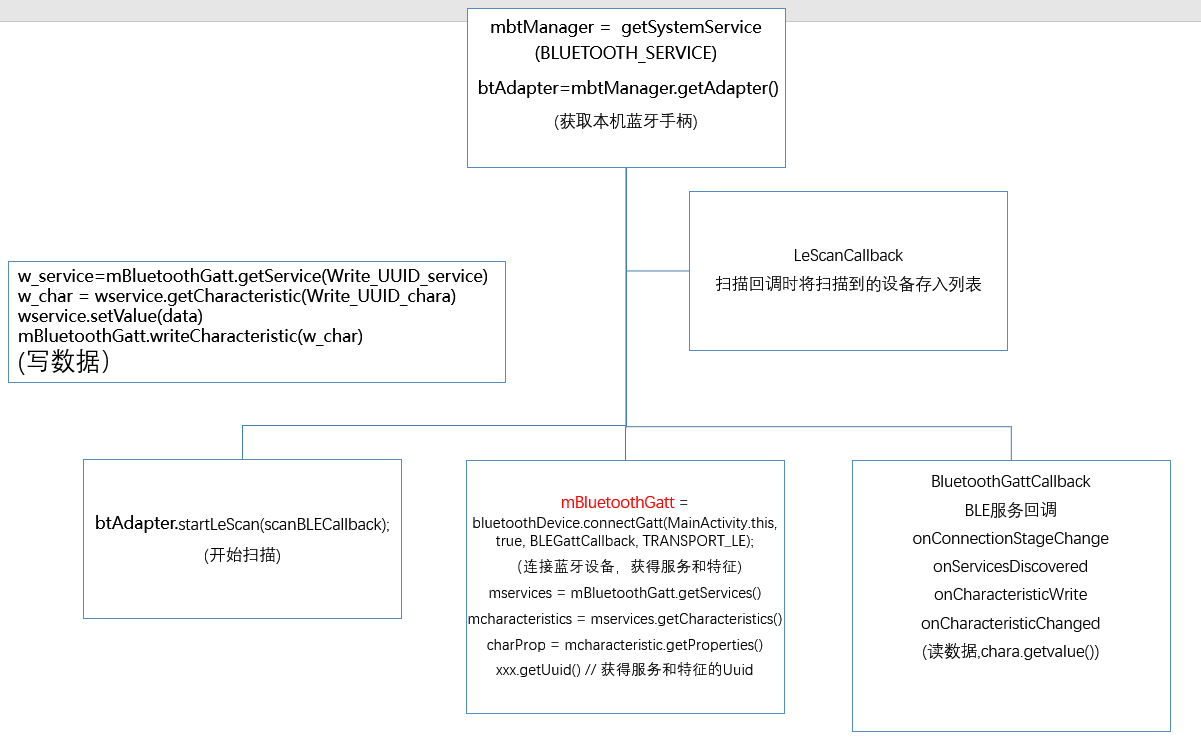 mbtManager = getSystemService
(BLUETOOTH_SERVICE)
btAdapter=mbtManager.getAdapter()
(获取本机蓝牙手柄)
LeScanCallback
扫描回调时将扫描到的设备存入列表
w_service=mBluetoothGatt.getService(Write_UUID_service)
w_char = wservice.getCharacteristic(Write_UUID_chara)
wservice.setValue(data)
mBluetoothGatt.writeCharacteristic(w_char)
(写数据）
btAdapter.startLeScan(scanBLECallback);
(开始扫描)
mBluetoothGatt =
bluetoothDevice.connectGatt(MainActivity.this,
true, BLEGattCallback, TRANSPORT_LE);
（连接蓝牙设备，获得服务和特征)
mservices = mBluetoothGatt.getServices()
mcharacteristics = mservices.getCharacteristics()
charProp = mcharacteristic.getProperties()
xxx.getUuid() // 获得服务和特征的Uuid
BluetoothGattCallback
BLE服务回调
onConnectionStageChange
onServicesDiscovered
onCharacteristicWrite
onCharacteristicChanged
(读数据,chara.getvalue())